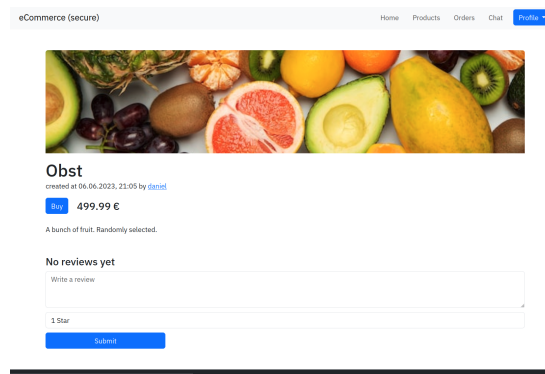 eCommerce (secure)
Home Products Orders Chat Profile
Obst
created at 06.06.2023, 21:05 by daniel
Buy 499.99 €
A bunch of fruit. Randomly selected.
No reviews yet
Write a review
1 Star
Submit